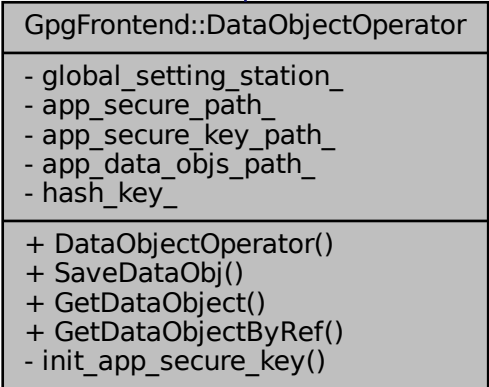 GpgFrontend::DataObjectOperator
- global_setting_station_
- app_secure_path_
- app_secure_key_path_
- app_data_objs_path_
- hash_key_
+ DataObjectOperator()
+ SaveDataObj()
+ GetDataObject()
+ GetDataObjectByRef()
- init_app_secure_key()